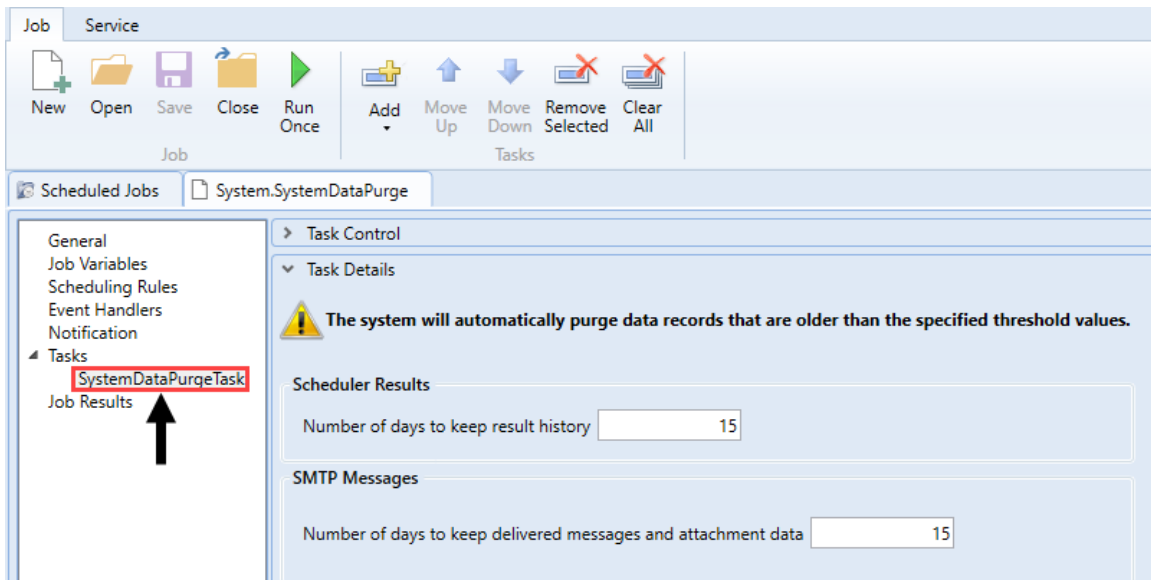 Job Service
New Open Save Close Run Once Add Move Up Move Down Remove Selected Clear All
Job Tasks
Scheduled Jobs System.SystemDataPurge
General
Job Variables
Scheduling Rules
Event Handlers
Notification
Tasks
SystemDataPurgeTask
Job Results
Task Control
Task Details
The system will automatically purge data records that are older than the specified threshold values.
Scheduler Results
Number of days to keep result history 15
SMTP Messages
Number of days to keep delivered messages and attachment data 15